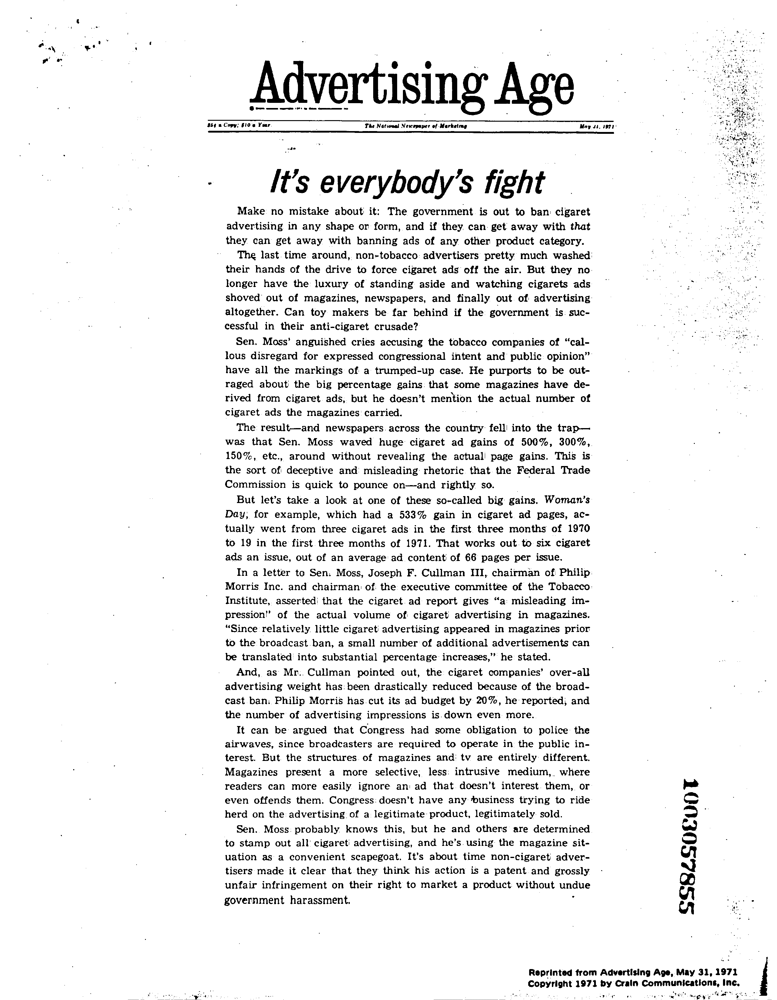 Advertising Age
35¢ a Copy; $10 a Year The National Newspaper of Marketing May 31, 1971
It's everybody's fight
Make no mistake about it: The government is out to ban cigaret
advertising in any shape or form, and if they can get away with that
they can get away with banning ads of any other product category.
The last time around, non-tobacco advertisers pretty much washed
their hands of the drive to force cigaret ads off the air. But they no
longer have the luxury of standing aside and watching cigarets ads
shoved out of magazines, newspapers, and finally out of advertising
altogether. Can toy makers be far behind if the government is suc-
cessful in their anti-cigaret crusade?
Sen. Moss' anguished cries accusing the tobacco companies of "cal-
lous disregard for expressed congressional intent and public opinion"
have all the markings of a trumped-up case. He purports to be out-
raged about the big percentage gains that some magazines have de-
rived from cigaret ads, but he doesn't mention the actual number of
cigaret ads the magazines carried.
The result—and newspapers across the country fell into the trap—
was that Sen. Moss waved huge cigaret ad gains of 500%, 300%,
150%, etc., around without revealing the actual page gains. This is
the sort of deceptive and misleading rhetoric that the Federal Trade
Commission is quick to pounce on—and rightly so.
But let's take a look at one of these so-called big gains. Woman's
Day, for example, which had a 533% gain in cigaret ad pages, ac-
tually went from three cigaret ads in the first three months of 1970
to 19 in the first three months of 1971. That works out to six cigaret
ads an issue, out of an average ad content of 66 pages per issue.
In a letter to Sen. Moss, Joseph F. Cullman III, chairman of Philip
Morris Inc. and chairman of the executive committee of the Tobacco
Institute, asserted that the cigaret ad report gives "a misleading im-
pression" of the actual volume of cigaret advertising in magazines.
"Since relatively little cigaret advertising appeared in magazines prior
to the broadcast ban, a small number of additional advertisements can
be translated into substantial percentage increases," he stated.
And, as Mr. Cullman pointed out, the cigaret companies' over-all
advertising weight has been drastically reduced because of the broad-
cast ban. Philip Morris has cut its ad budget by 20%, he reported, and
the number of advertising impressions is down even more.
It can be argued that Congress had some obligation to police the
airwaves, since broadcasters are required to operate in the public in-
terest. But the structures of magazines and tv are entirely different.
Magazines present a more selective, less intrusive medium, where
readers can more easily ignore an ad that doesn't interest them, or
even offends them. Congress doesn't have any business trying to ride
herd on the advertising of a legitimate product, legitimately sold.
Sen. Moss probably knows this, but he and others are determined
to stamp out all cigaret advertising, and he's using the magazine sit-
uation as a convenient scapegoat. It's about time non-cigaret adver-
tisers made it clear that they think his action is a patent and grossly
unfair infringement on their right to market a product without undue
government harassment.
1003057855
Reprinted from Advertising Age, May 31, 1971
Copyright 1971 by Crain Communications, Inc.